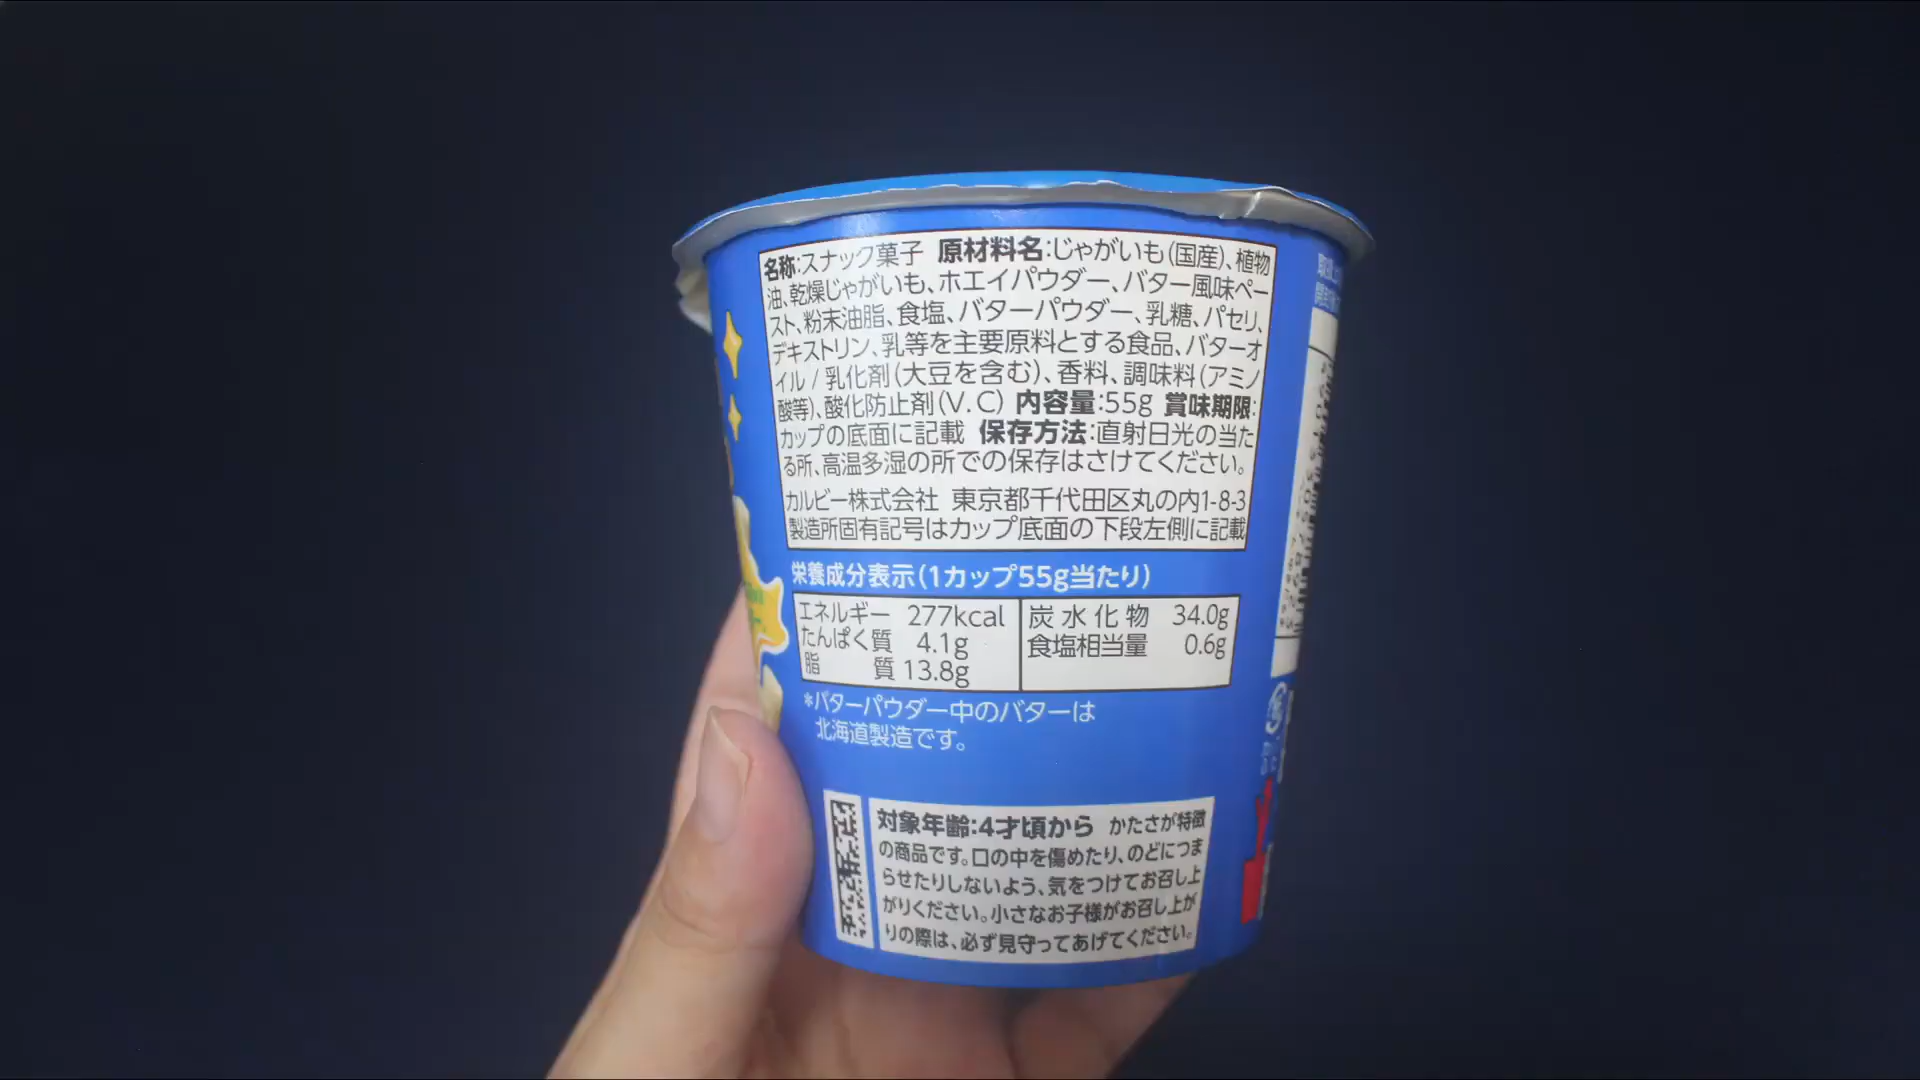 名称:スナック菓子 原材料名:じゃがいも(国産)、植物
油、乾燥じゃがいも、ホエイパウダー、バター風味ペー
スト、粉末油脂、食塩、バターパウダー、乳糖、パセリ、
デキストリン、乳等を主要原料とする食品、バターオ
イル/乳化剤(大豆を含む)、香料、調味料(アミノ
酸等)、酸化防止剤(V.C) 内容量:55g 賞味期限:
カップの底面に記載 保存方法:直射日光の当た
る所、高温多湿の所での保存はさけてください。
カルビー株式会社 東京都千代田区丸の内1-8-3
製造所固有記号はカップ底面の下段左側に記載
栄養成分表示(1カップ55g当たり)
エネルギー 277kcal 炭水化物 34.0g
たんぱく質 4.1g 食塩相当量 0.6g
脂質 13.8g
*バターパウダー中のバターは
北海道製造です。
対象年齢:4才頃から かたさが特徴
の商品です。口の中を傷めたり、のどにつま
らせたりしないよう、気をつけてお召し上
がりください。小さなお子様がお召し上が
りの際は、必ず見守ってあげてください。